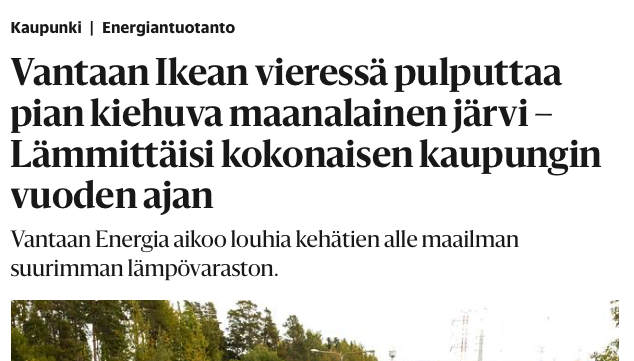 Kaupunki | Energiantuotanto
Vantaan Ikean vieressä pulputtaa
pian kiehuva maanalainen järvi –
Lämmittäisi kokonaisen kaupungin
vuoden ajan
Vantaan Energia aikoo louhia kehätien alle maailman
suurimman lämpövaraston.